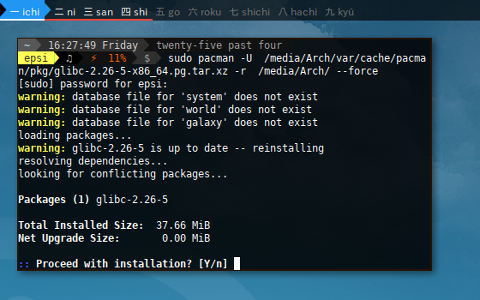 一 ichi 二 ni 三 san 四 shi 五 go 六 roku 七 shichi 八 hachi 九 kyū
~ 16:27:49 Friday twenty-five past four
epsi ♫ ⚡ 11% $ sudo pacman -U /media/Arch/var/cache/pacma
n/pkg/glibc-2.26-5-x86_64.pg.tar.xz -r /media/Arch/ --force
[sudo] password for epsi:
warning: database file for 'system' does not exist
warning: database file for 'world' does not exist
warning: database file for 'galaxy' does not exist
loading packages...
warning: glibc-2.26-5 is up to date -- reinstalling
resolving dependencies...
looking for conflicting packages...
Packages (1) glibc-2.26-5
Total Installed Size: 37.66 MiB
Net Upgrade Size: 0.00 MiB
:: Proceed with installation? [Y/n]